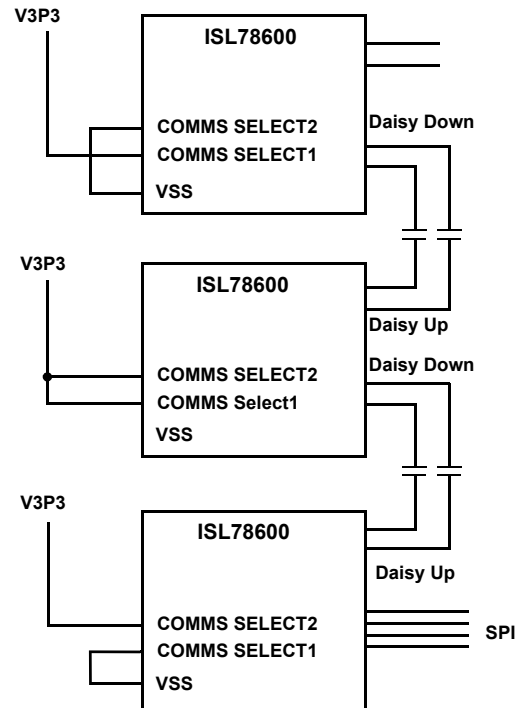 V3P3
ISL78600
COMMS SELECT2
Daisy Down
COMMS SELECT1
VSS
V3P3
ISL78600
Daisy Up
Daisy Down
COMMS SELECT2
COMMS Select1
VSS
V3P3
ISL78600
Daisy Up
COMMS SELECT2
SPI
COMMS SELECT1
VSS